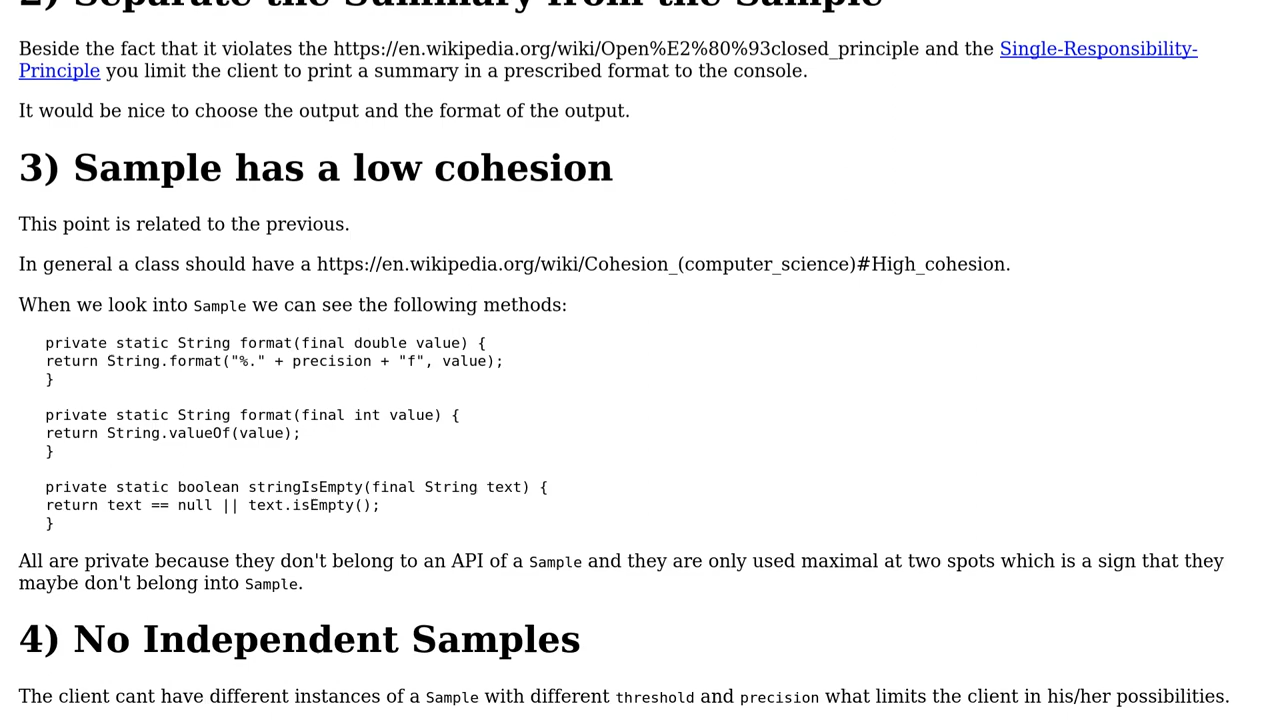 2) Separate the Summary from the Sample
Beside the fact that it violates the https://en.wikipedia.org/wiki/Open%E2%80%93closed_principle and the Single-Responsibility-
Principle you limit the client to print a summary in a prescribed format to the console.
It would be nice to choose the output and the format of the output.
3) Sample has a low cohesion
This point is related to the previous.
In general a class should have a https://en.wikipedia.org/wiki/Cohesion_(computer_science)#High_cohesion.
When we look into Sample we can see the following methods:
private static String format(final double value) {
return String.format("%." + precision + "f", value);
}
private static String format(final int value) {
return String.valueOf(value);
}
private static boolean stringIsEmpty(final String text) {
return text == null || text.isEmpty();
}
All are private because they don't belong to an API of a Sample and they are only used maximal at two spots which is a sign that they
maybe don't belong into Sample.
4) No Independent Samples
The client cant have different instances of a Sample with different threshold and precision what limits the client in his/her possibilities.